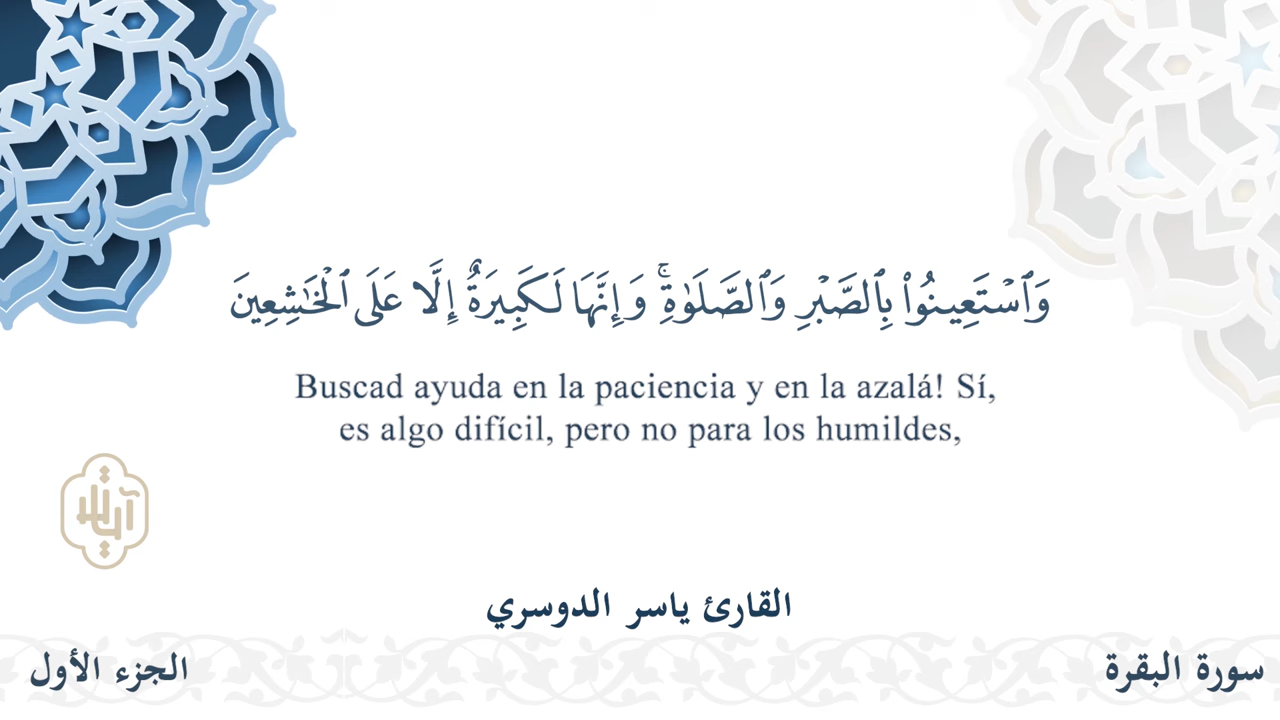 وَٱسۡتَعِينُواْ بِٱلصَّبۡرِ وَٱلصَّلَوٰةِۚ وَإِنَّهَا لَكَبِيرَةٌ إِلَّا عَلَى ٱلۡخَٰشِعِينَ
Buscad ayuda en la paciencia y en la azalá! Sí,
es algo difícil, pero no para los humildes,
القارئ ياسر الدوسري
سورة البقرة
الجزء الأول